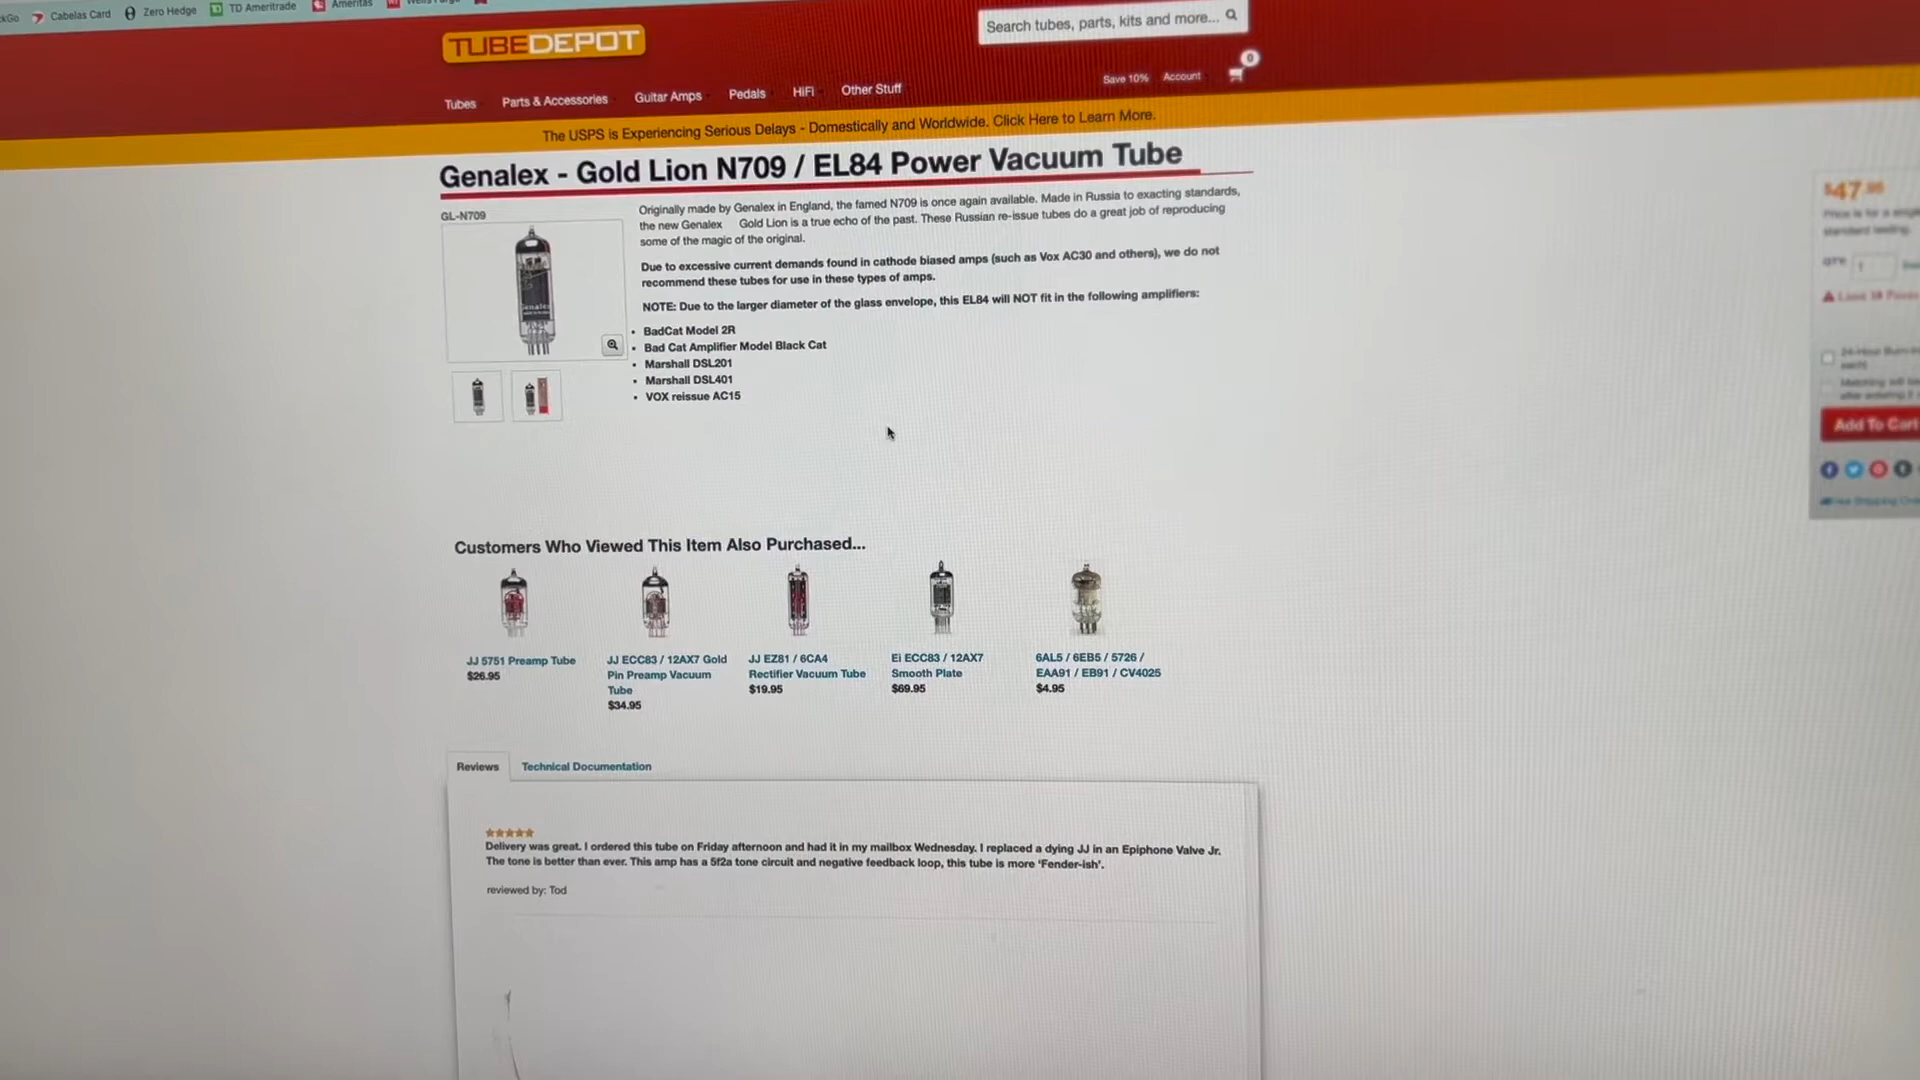 Cabelas Card
Zero Hedge
TD Ameritrade
Ameritas
TUBEDEPOT
Search tubes, parts, kits and more...
0
Save 10% Account
Tubes Parts & Accessories Guitar Amps Pedals HiFi Other Stuff
The USPS is Experiencing Serious Delays - Domestically and Worldwide. Click Here to Learn More.
Genalex - Gold Lion N709 / EL84 Power Vacuum Tube
GL-N709
Originally made by Genalex in England, the famed N709 is once again available. Made in Russia to exacting standards,
the new Genalex Gold Lion is a true echo of the past. These Russian re-issue tubes do a great job of reproducing
some of the magic of the original.
Due to excessive current demands found in cathode biased amps (such as Vox AC30 and others), we do not
recommend these tubes for use in these types of amps.
NOTE: Due to the larger diameter of the glass envelope, this EL84 will NOT fit in the following amplifiers:
• BadCat Model 2R
• Bad Cat Amplifier Model Black Cat
• Marshall DSL201
• Marshall DSL401
• VOX reissue AC15
QTY 1
Add To Cart
Customers Who Viewed This Item Also Purchased...
JJ 5751 Preamp Tube
$26.95
JJ ECC83 / 12AX7 Gold
Pin Preamp Vacuum
Tube
$34.95
JJ EZ81 / 6CA4
Rectifier Vacuum Tube
$19.95
Ei ECC83 / 12AX7
Smooth Plate
$69.95
6AL5 / 6EB5 / 5726 /
EAA91 / EB91 / CV4025
$4.95
Reviews Technical Documentation
Delivery was great. I ordered this tube on Friday afternoon and had it in my mailbox Wednesday. I replaced a dying JJ in an Epiphone Valve Jr.
The tone is better than ever. This amp has a 5f2a tone circuit and negative feedback loop, this tube is more 'Fender-ish'.
reviewed by: Tod